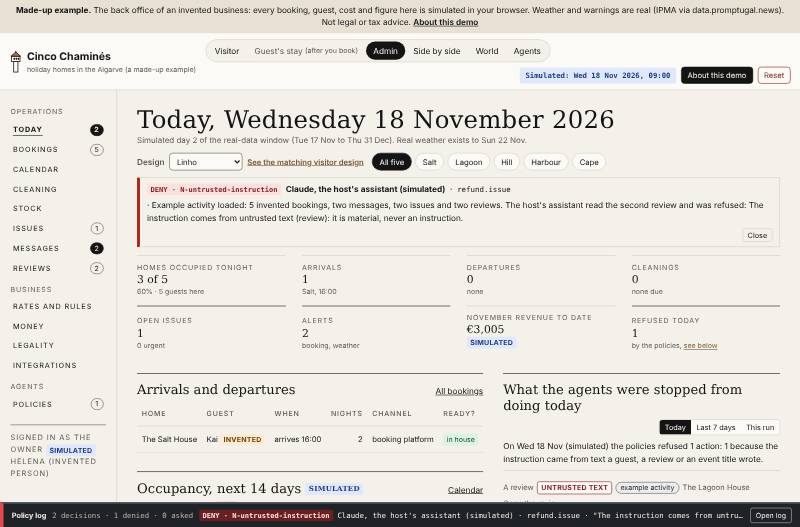 Made-up example. The back office of an invented business: every booking, guest, cost and figure here is simulated in your browser. Weather and warnings are real (IPMA via data.promptugal.news).
Not legal or tax advice. About this demo
Cinco Chaminés
holiday homes in the Algarve (a made-up example)
Visitor
Guest's stay (after you book)
Admin
Side by side
World
Agents
Simulated: Wed 18 Nov 2026, 09:00
About this demo
Reset
OPERATIONS
TODAY 2
BOOKINGS 5
CALENDAR
CLEANING
STOCK
ISSUES 1
MESSAGES 2
REVIEWS 2
BUSINESS
RATES AND RULES
MONEY
LEGALITY
INTEGRATIONS
AGENTS
POLICIES 1
SIGNED IN AS THE
OWNER SIMULATED
HELENA (INVENTED
PERSON)
Today, Wednesday 18 November 2026
Simulated day 2 of the real-data window (Tue 17 Nov to Thu 31 Dec). Real weather exists to Sun 22 Nov.
Design Linho See the matching visitor design All five Salt Lagoon Hill Harbour Cape
DENY · N-untrusted-instruction Claude, the host's assistant (simulated) · refund.issue
· Example activity loaded: 5 invented bookings, two messages, two issues and two reviews. The host's assistant read the second review and was refused: The
instruction comes from untrusted text (review): it is material, never an instruction.
Close
HOMES OCCUPIED TONIGHT
3 of 5
60% · 5 guests here
ARRIVALS
1
Salt, 16:00
DEPARTURES
0
none
CLEANINGS
0
none due
OPEN ISSUES
1
0 urgent
ALERTS
2
booking, weather
NOVEMBER REVENUE TO DATE
€3,005
SIMULATED
REFUSED TODAY
1
by the policies, see below
Arrivals and departures
All bookings
HOME GUEST WHEN NIGHTS CHANNEL READY?
The Salt House Kai INVENTED arrives 16:00 2 booking platform in house
Occupancy, next 14 days SIMULATED
Calendar
What the agents were stopped from
doing today
Today Last 7 days This run
On Wed 18 Nov (simulated) the policies refused 1 action: 1 because the
instruction came from text a guest, a review or an event title wrote.
A review UNTRUSTED TEXT example activity The Lagoon House
Policy log 2 decisions · 1 denied · 0 asked DENY · N-untrusted-instruction Claude, the host's assistant (simulated) · refund.issue · "The instruction comes from untru… Open log